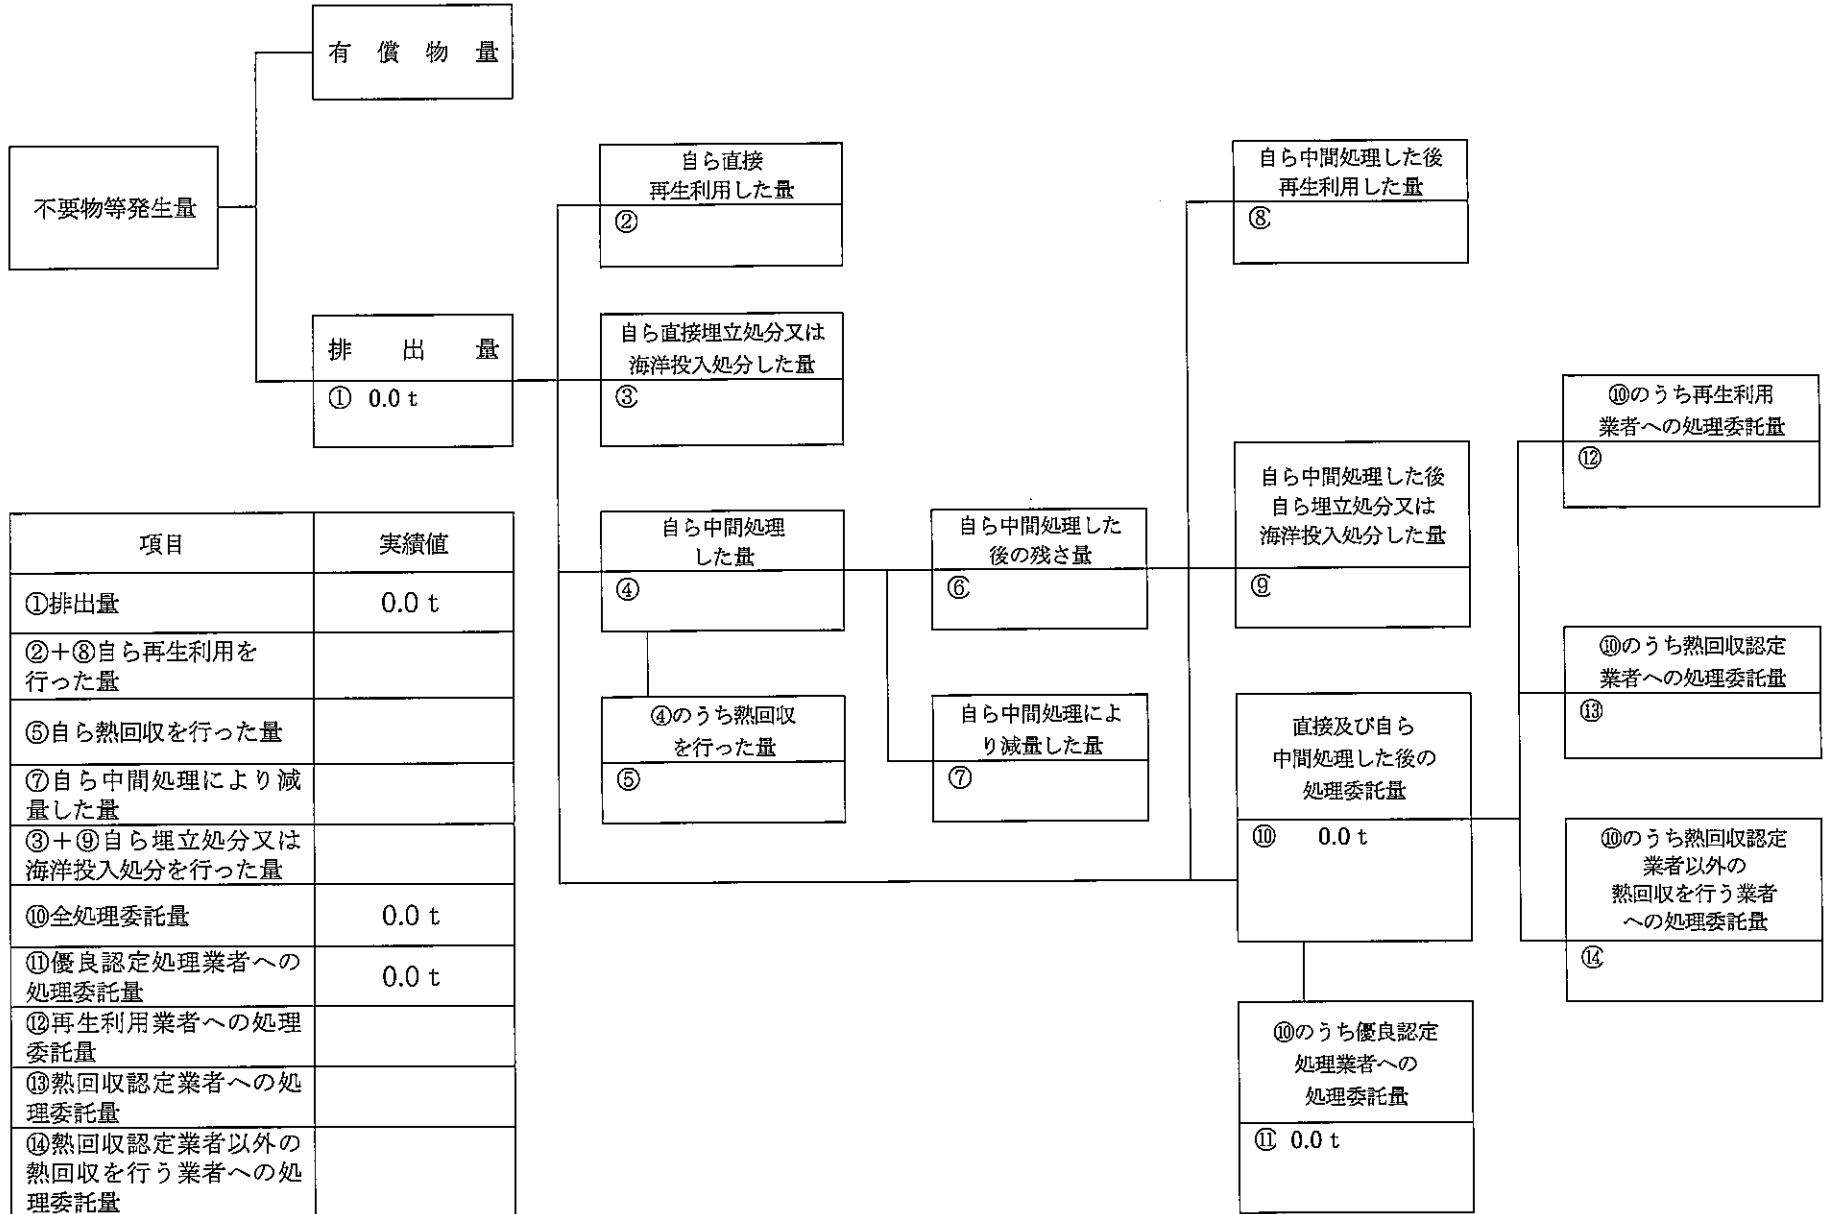 有償物量
不要物等発生量
排出量
① 0.0 t
自ら直接
再生利用した量
②
自ら直接埋立処分又は
海洋投入処分した量
③
自ら中間処理
した量
④
④のうち熱回収
を行った量
⑤
自ら中間処理した
後の残さ量
⑥
自ら中間処理によ
り減量した量
⑦
自ら中間処理した後
再生利用した量
⑧
自ら中間処理した後
自ら埋立処分又は
海洋投入処分した量
⑨
直接及び自ら
中間処理した後の
処理委託量
⑩ 0.0 t
⑩のうち優良認定
処理業者への
処理委託量
⑪ 0.0 t
⑩のうち再生利用
業者への処理委託量
⑫
⑩のうち熱回収認定
業者への処理委託量
⑬
⑩のうち熱回収認定
業者以外の
熱回収を行う業者
への処理委託量
⑭
項目 実績値
①排出量 0.0 t
②+⑧自ら再生利用を
行った量
⑤自ら熱回収を行った量
⑦自ら中間処理により減
量した量
③+⑨自ら埋立処分又は
海洋投入処分を行った量
⑩全処理委託量 0.0 t
⑪優良認定処理業者への
処理委託量 0.0 t
⑫再生利用業者への処理
委託量
⑬熱回収認定業者への処
理委託量
⑭熱回収認定業者以外の
熱回収を行う業者への処
理委託量